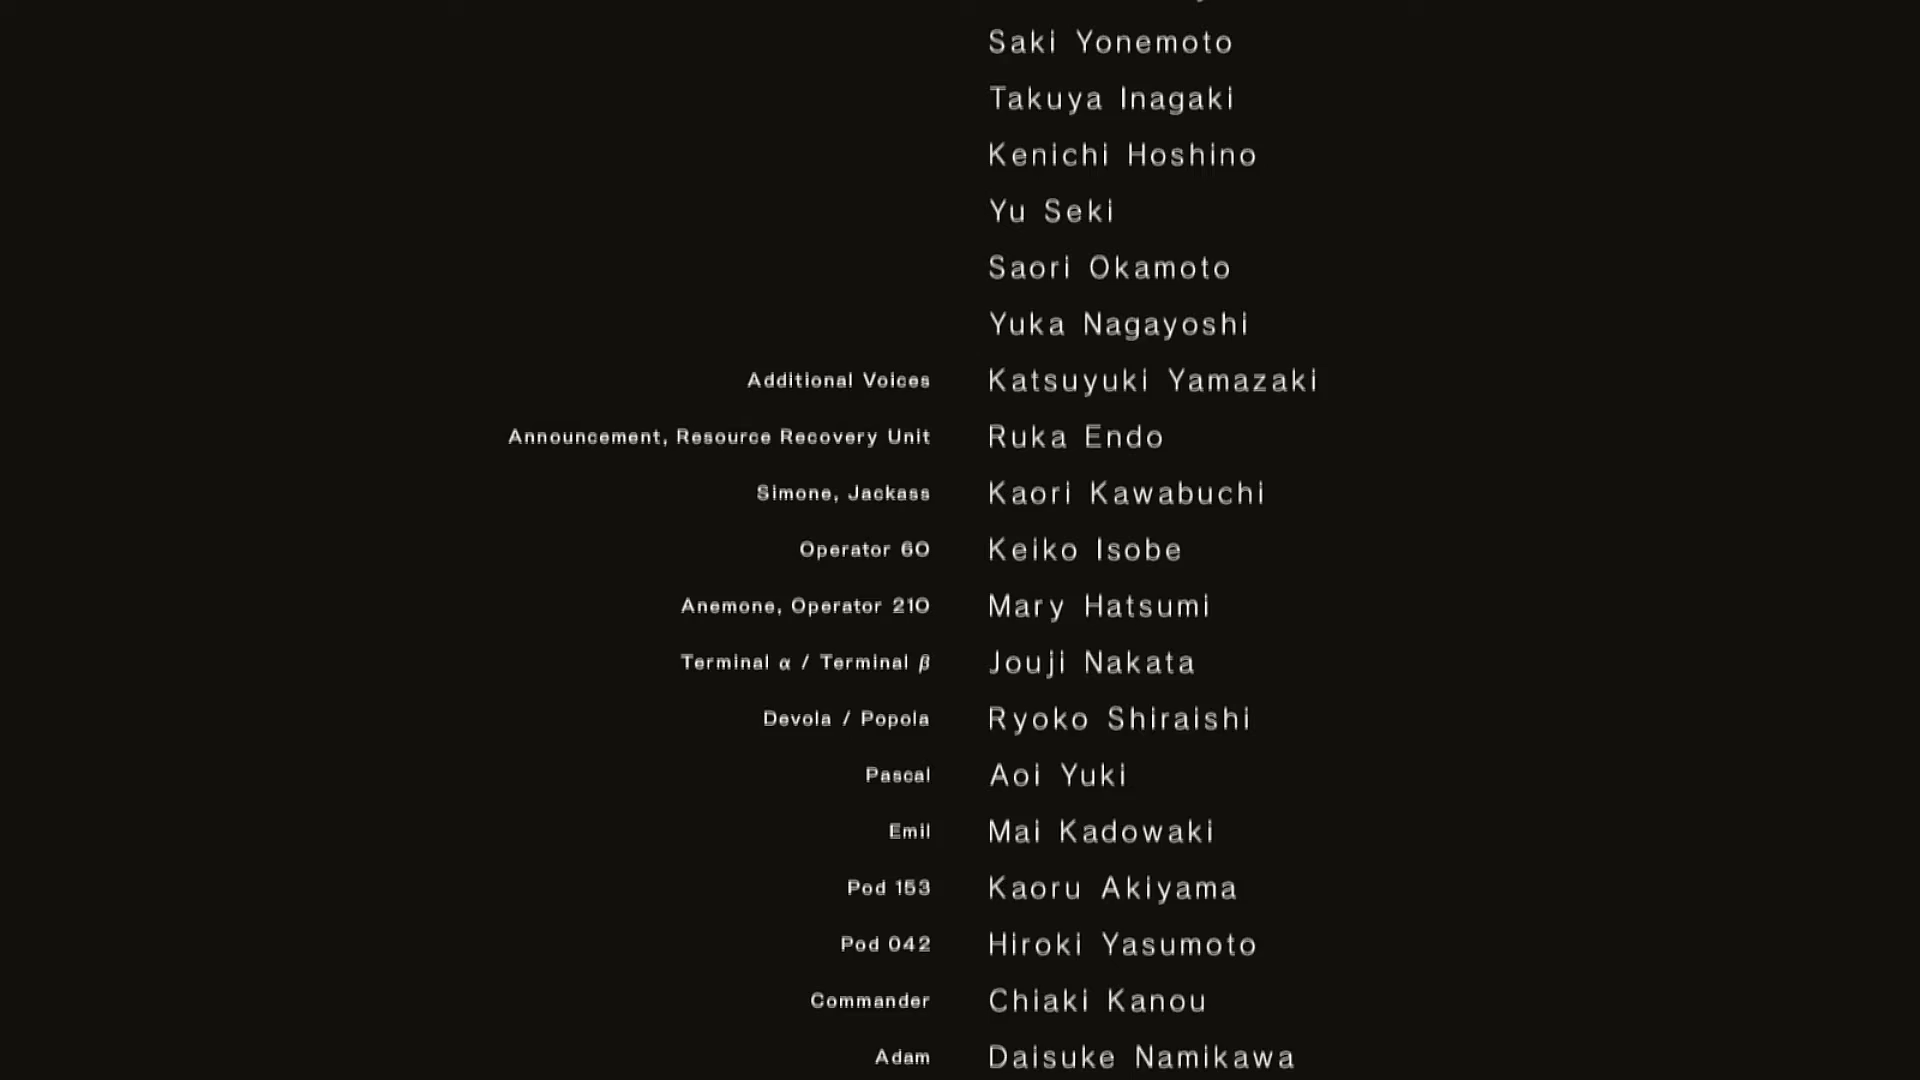 Saki Yonemoto
Takuya Inagaki
Kenichi Hoshino
Yu Seki
Saori Okamoto
Yuka Nagayoshi
Additional Voices Katsuyuki Yamazaki
Announcement, Resource Recovery Unit Ruka Endo
Simone, Jackass Kaori Kawabuchi
Operator 6O Keiko Isobe
Anemone, Operator 21O Mary Hatsumi
Terminal α / Terminal β Jouji Nakata
Devola / Popola Ryoko Shiraishi
Pascal Aoi Yuki
Emil Mai Kadowaki
Pod 153 Kaoru Akiyama
Pod 042 Hiroki Yasumoto
Commander Chiaki Kanou
Adam Daisuke Namikawa